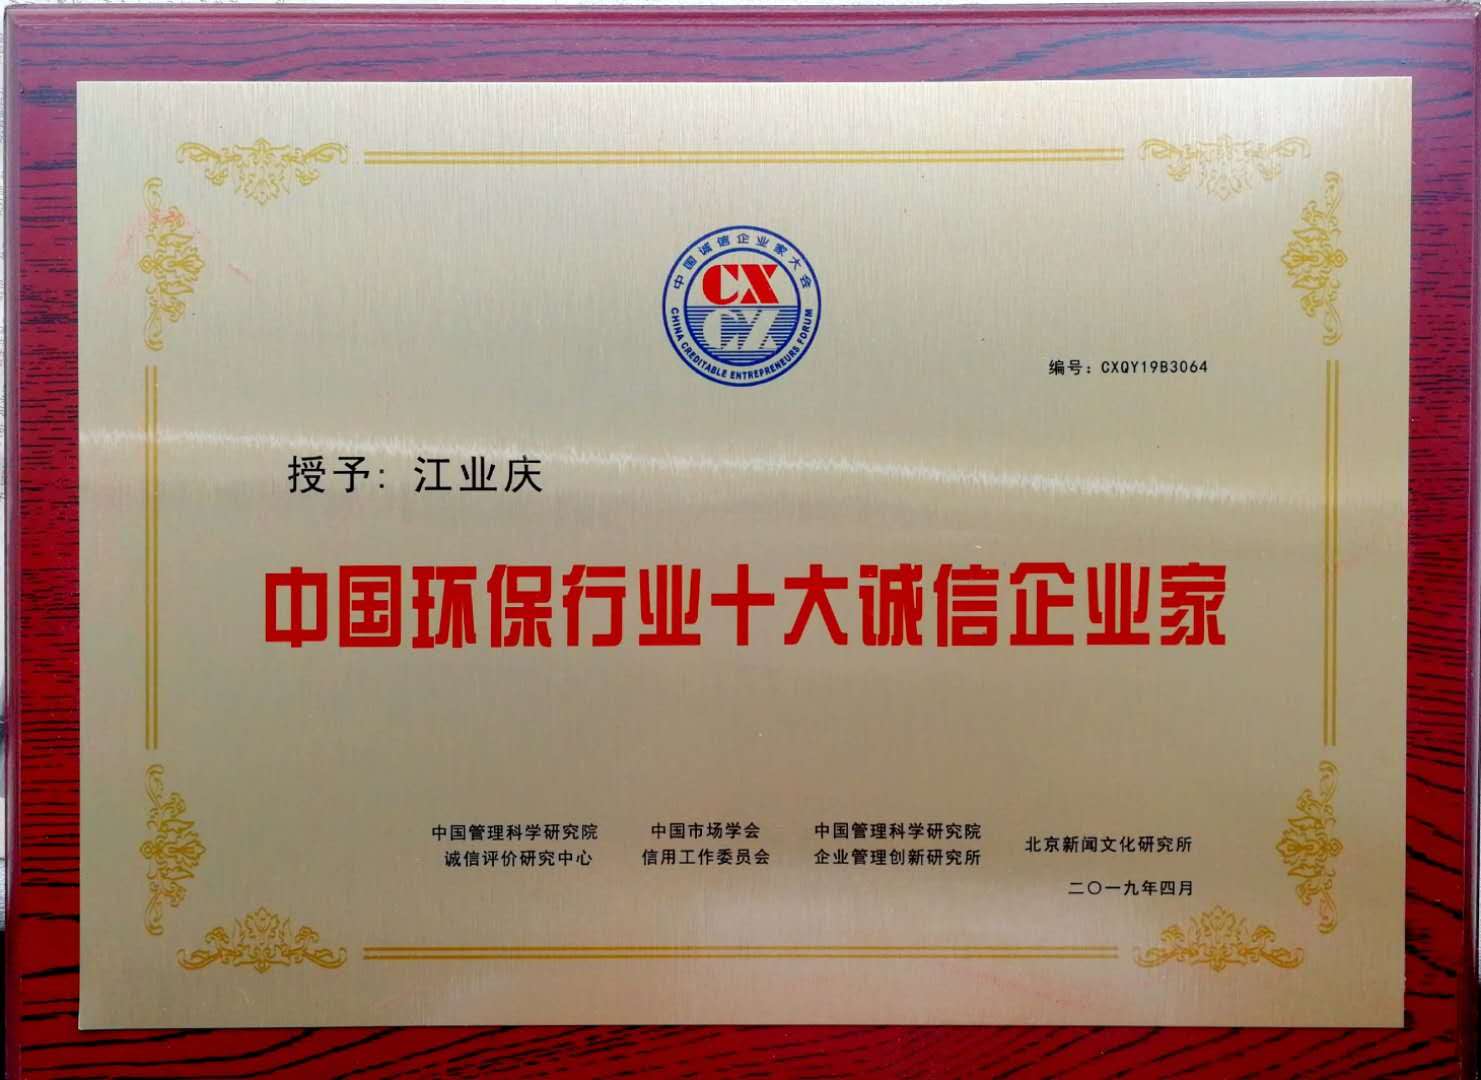 中国诚信企业家大会
CX
CX
CHINA CREDITABLE ENTREPRENEURS FORUM
编号：CXQY19B3064
授予: 江业庆
中国环保行业十大诚信企业家
中国管理科学研究院
诚信评价研究中心
中国市场学会
信用工作委员会
中国管理科学研究院
企业管理创新研究所
北京新闻文化研究所
二〇一九年四月